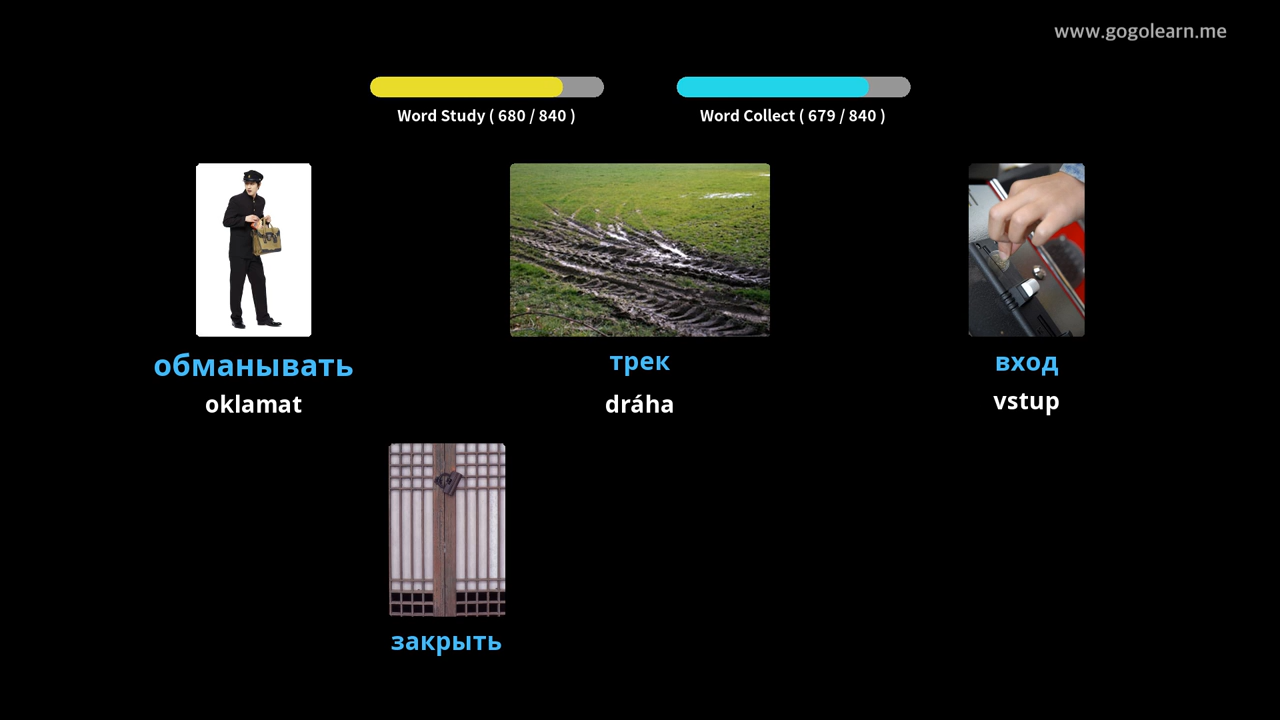 www.gogolearn.me
Word Study ( 680 / 840 )
Word Collect ( 679 / 840 )
обманывать
oklamat
трек
dráha
вход
vstup
закрыть